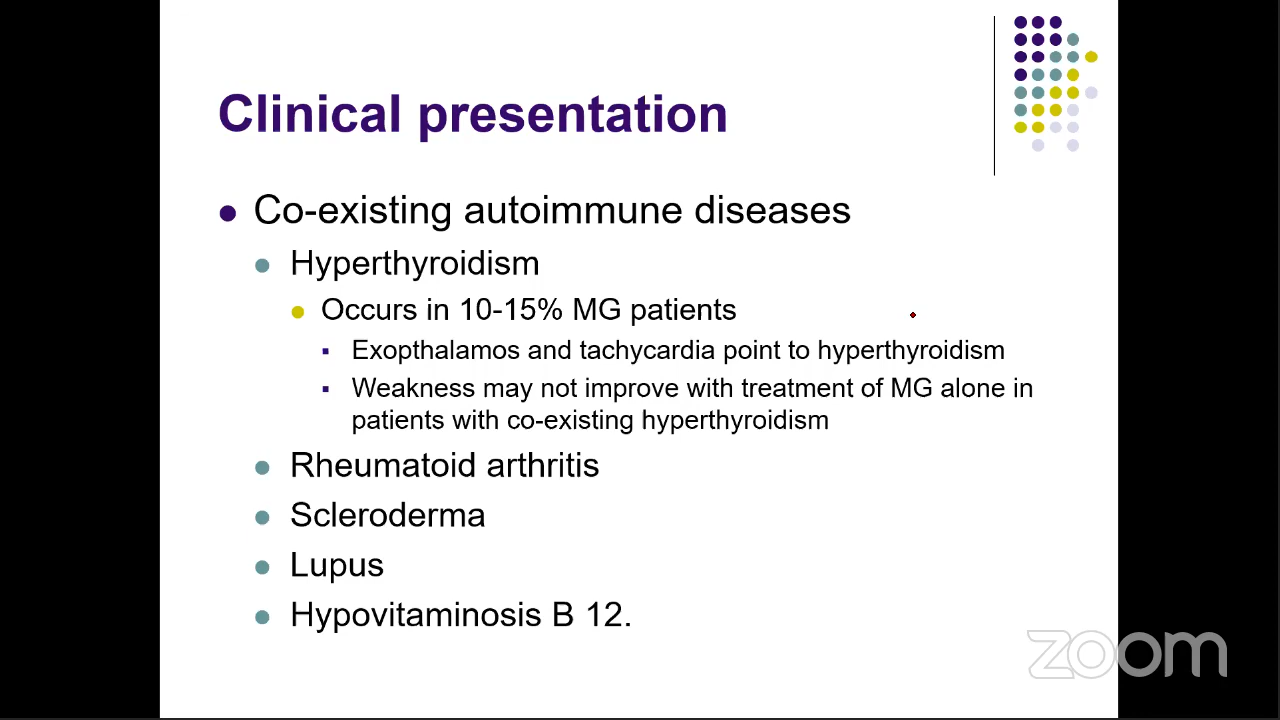 Clinical presentation
Co-existing autoimmune diseases
Hyperthyroidism
Occurs in 10-15% MG patients
Exopthalamos and tachycardia point to hyperthyroidism
Weakness may not improve with treatment of MG alone in
patients with co-existing hyperthyroidism
Rheumatoid arthritis
Scleroderma
Lupus
Hypovitaminosis B 12.
zoom